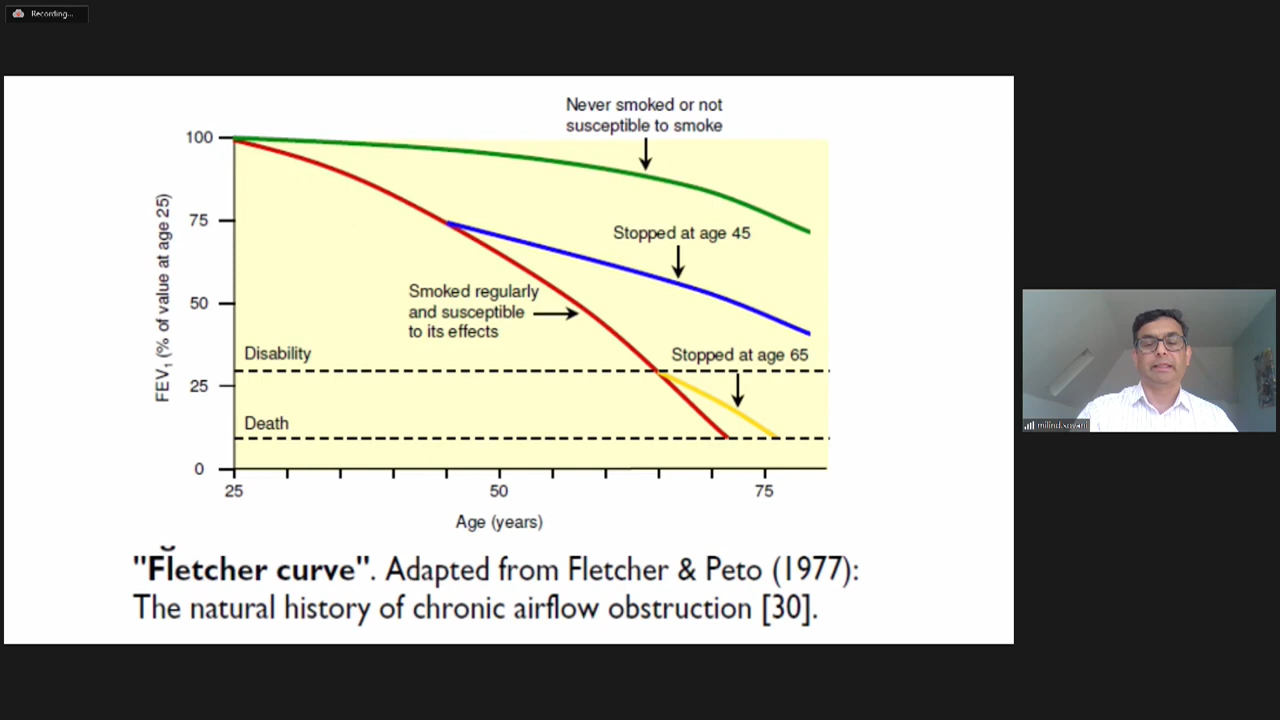 Recording...
Never smoked or not
susceptible to smoke
100
75
50
25
0
FEV₁ (% of value at age 25)
Stopped at age 45
Smoked regularly
and susceptible
to its effects
Disability
Stopped at age 65
Death
25
50
75
Age (years)
"Fletcher curve". Adapted from Fletcher & Peto (1977):
The natural history of chronic airflow obstruction [30].
milind.sovani